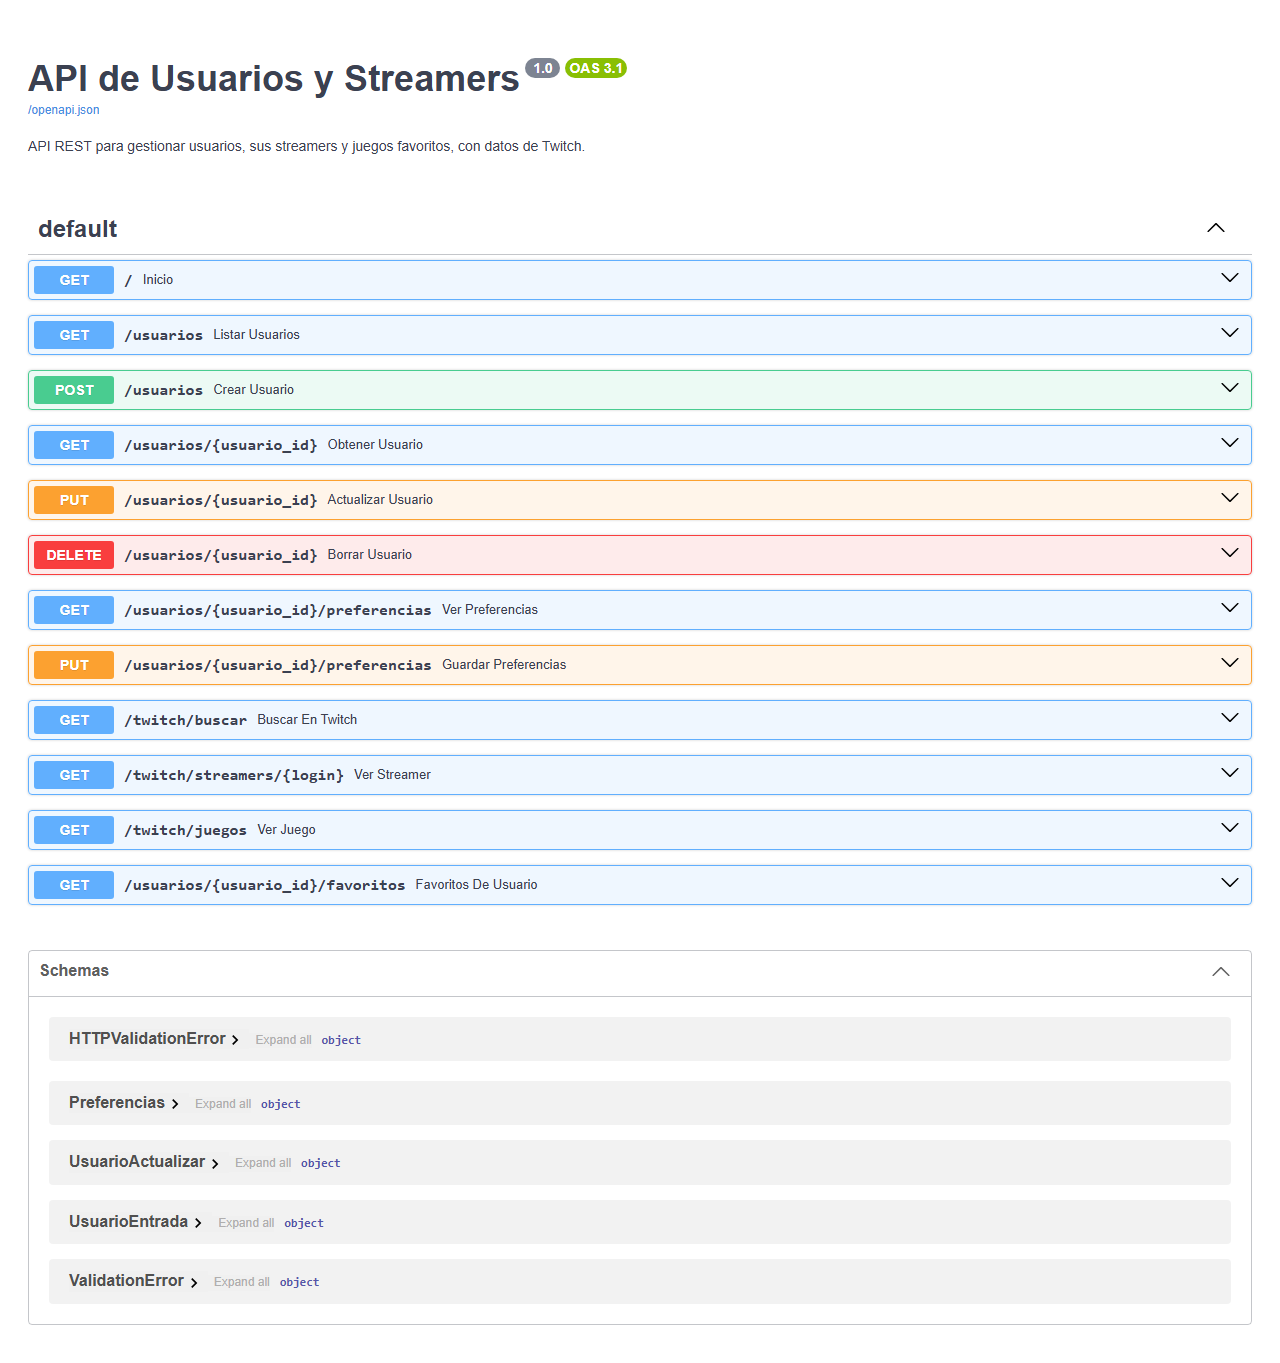 API de Usuarios y Streamers 1.0 OAS 3.1
/openapi.json
API REST para gestionar usuarios, sus streamers y juegos favoritos, con datos de Twitch.
default
GET / Inicio
GET /usuarios Listar Usuarios
POST /usuarios Crear Usuario
GET /usuarios/{usuario_id} Obtener Usuario
PUT /usuarios/{usuario_id} Actualizar Usuario
DELETE /usuarios/{usuario_id} Borrar Usuario
GET /usuarios/{usuario_id}/preferencias Ver Preferencias
PUT /usuarios/{usuario_id}/preferencias Guardar Preferencias
GET /twitch/buscar Buscar En Twitch
GET /twitch/streamers/{login} Ver Streamer
GET /twitch/juegos Ver Juego
GET /usuarios/{usuario_id}/favoritos Favoritos De Usuario
Schemas
HTTPValidationError Expand all object
Preferencias Expand all object
UsuarioActualizar Expand all object
UsuarioEntrada Expand all object
ValidationError Expand all object